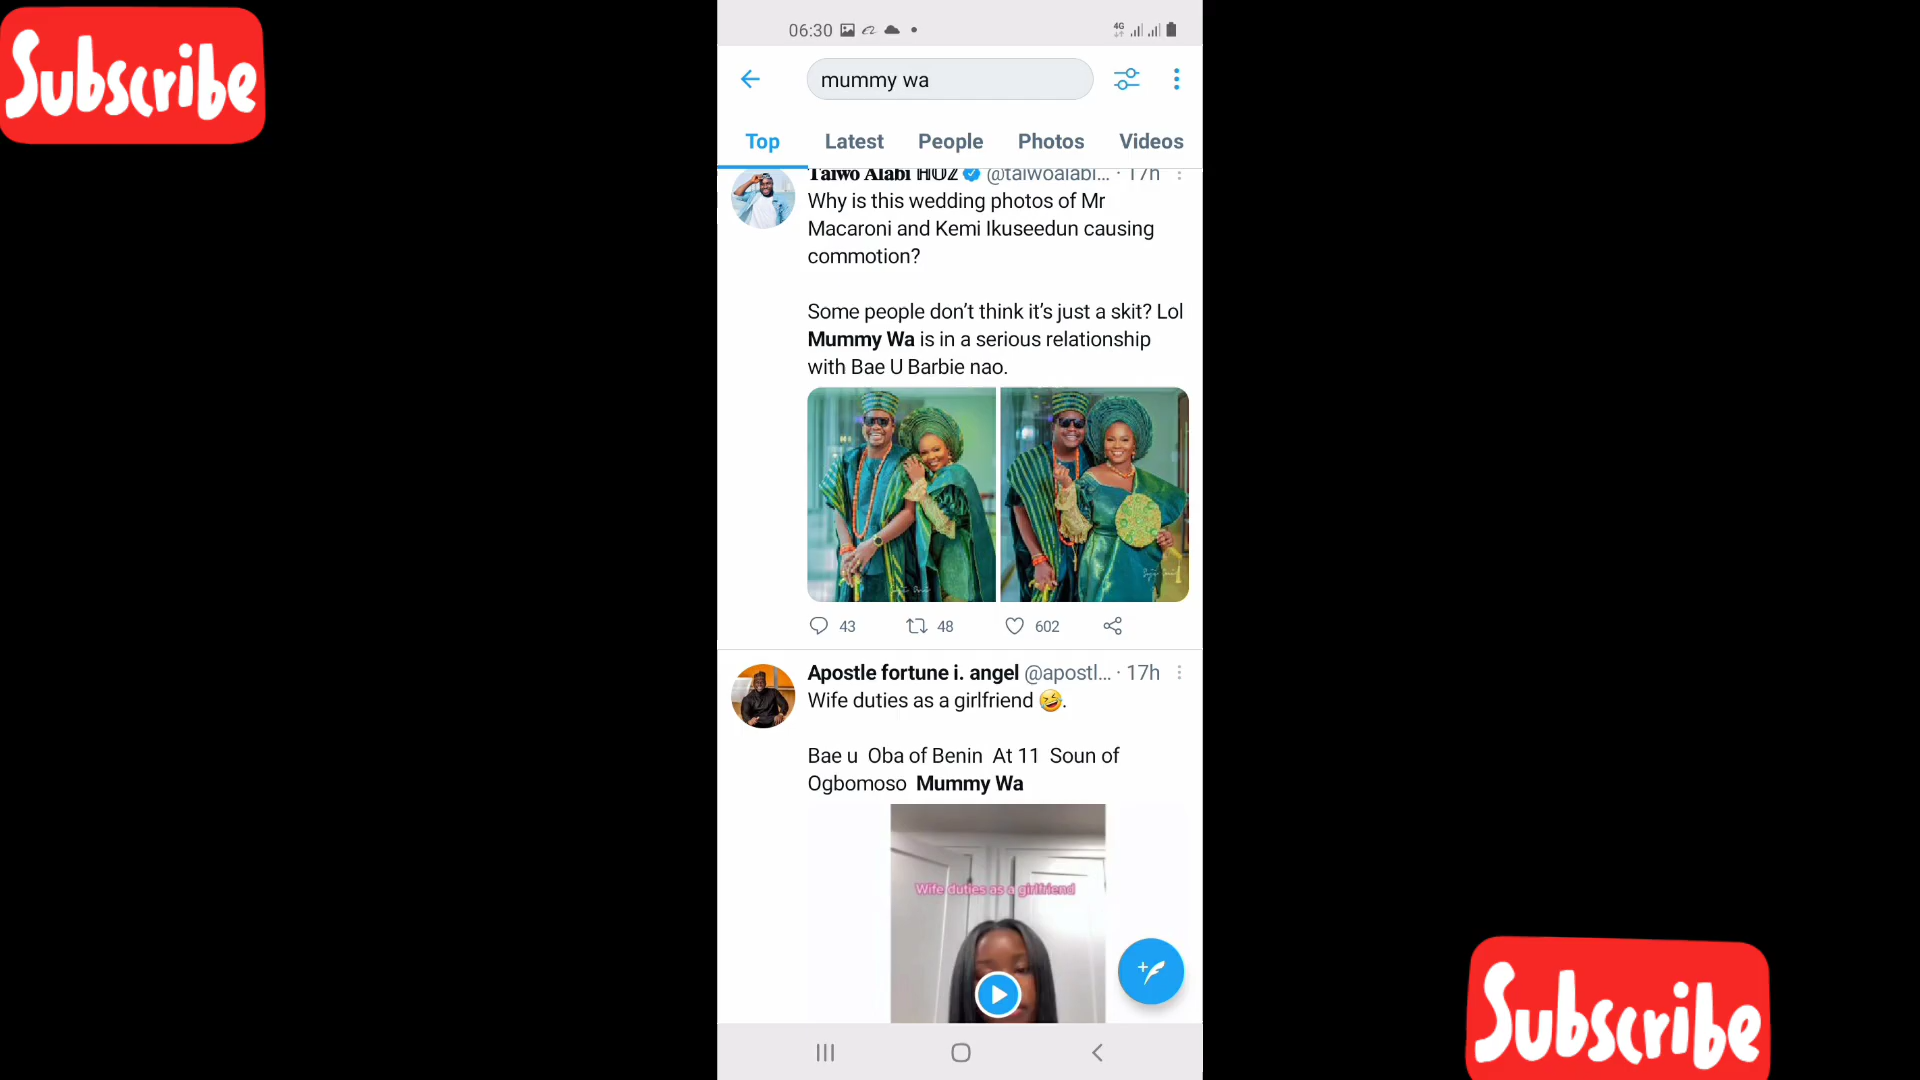 Subscribe
06:30
4G
mummy wa
Top Latest People Photos Videos
Taiwo Alabi ℍ𝕆ℤ @taiwoalabi... · 17h
Why is this wedding photos of Mr
Macaroni and Kemi Ikuseedun causing
commotion?
Some people don’t think it’s just a skit? Lol
Mummy Wa is in a serious relationship
with Bae U Barbie nao.
43 48 602
Apostle fortune i. angel @apostl... · 17h
Wife duties as a girlfriend 🤣.
Bae u Oba of Benin At 11 Soun of
Ogbomoso Mummy Wa
Wife duties as a girlfriend
Subscribe